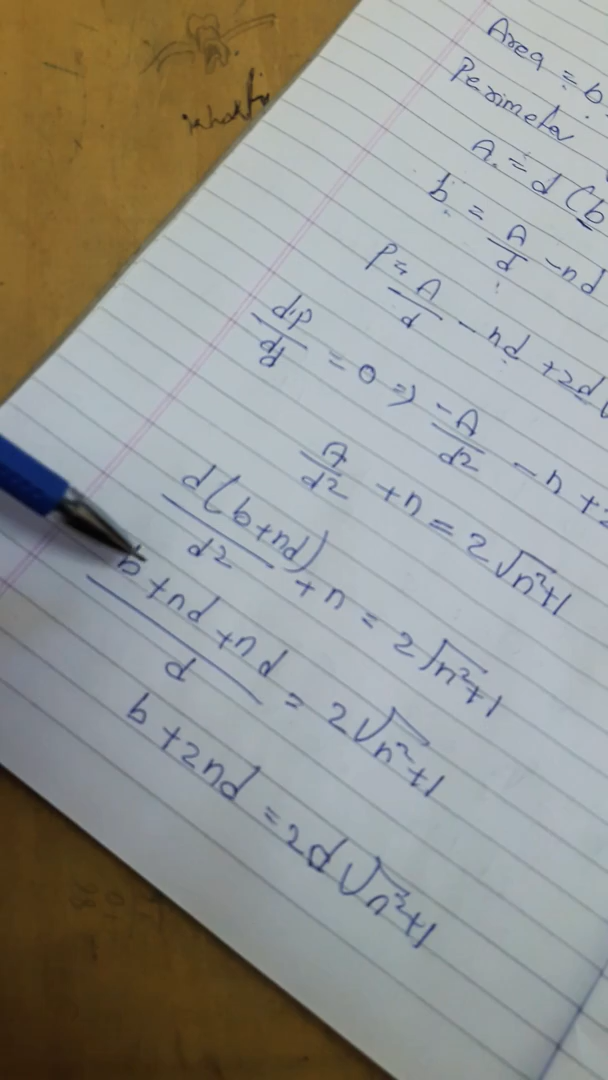 Area = b.
Perimeter
A = d(b
b = A/d - nd
P = A/d - nd + 2d(
dP/dd = 0 => -A/d2 - n +
A/d2 + n = 2√n²+1
d(b+nd)/d2 + n = 2√n²+1
b+nd+nd/d = 2√n²+1
b+2nd = 2d√n²+1